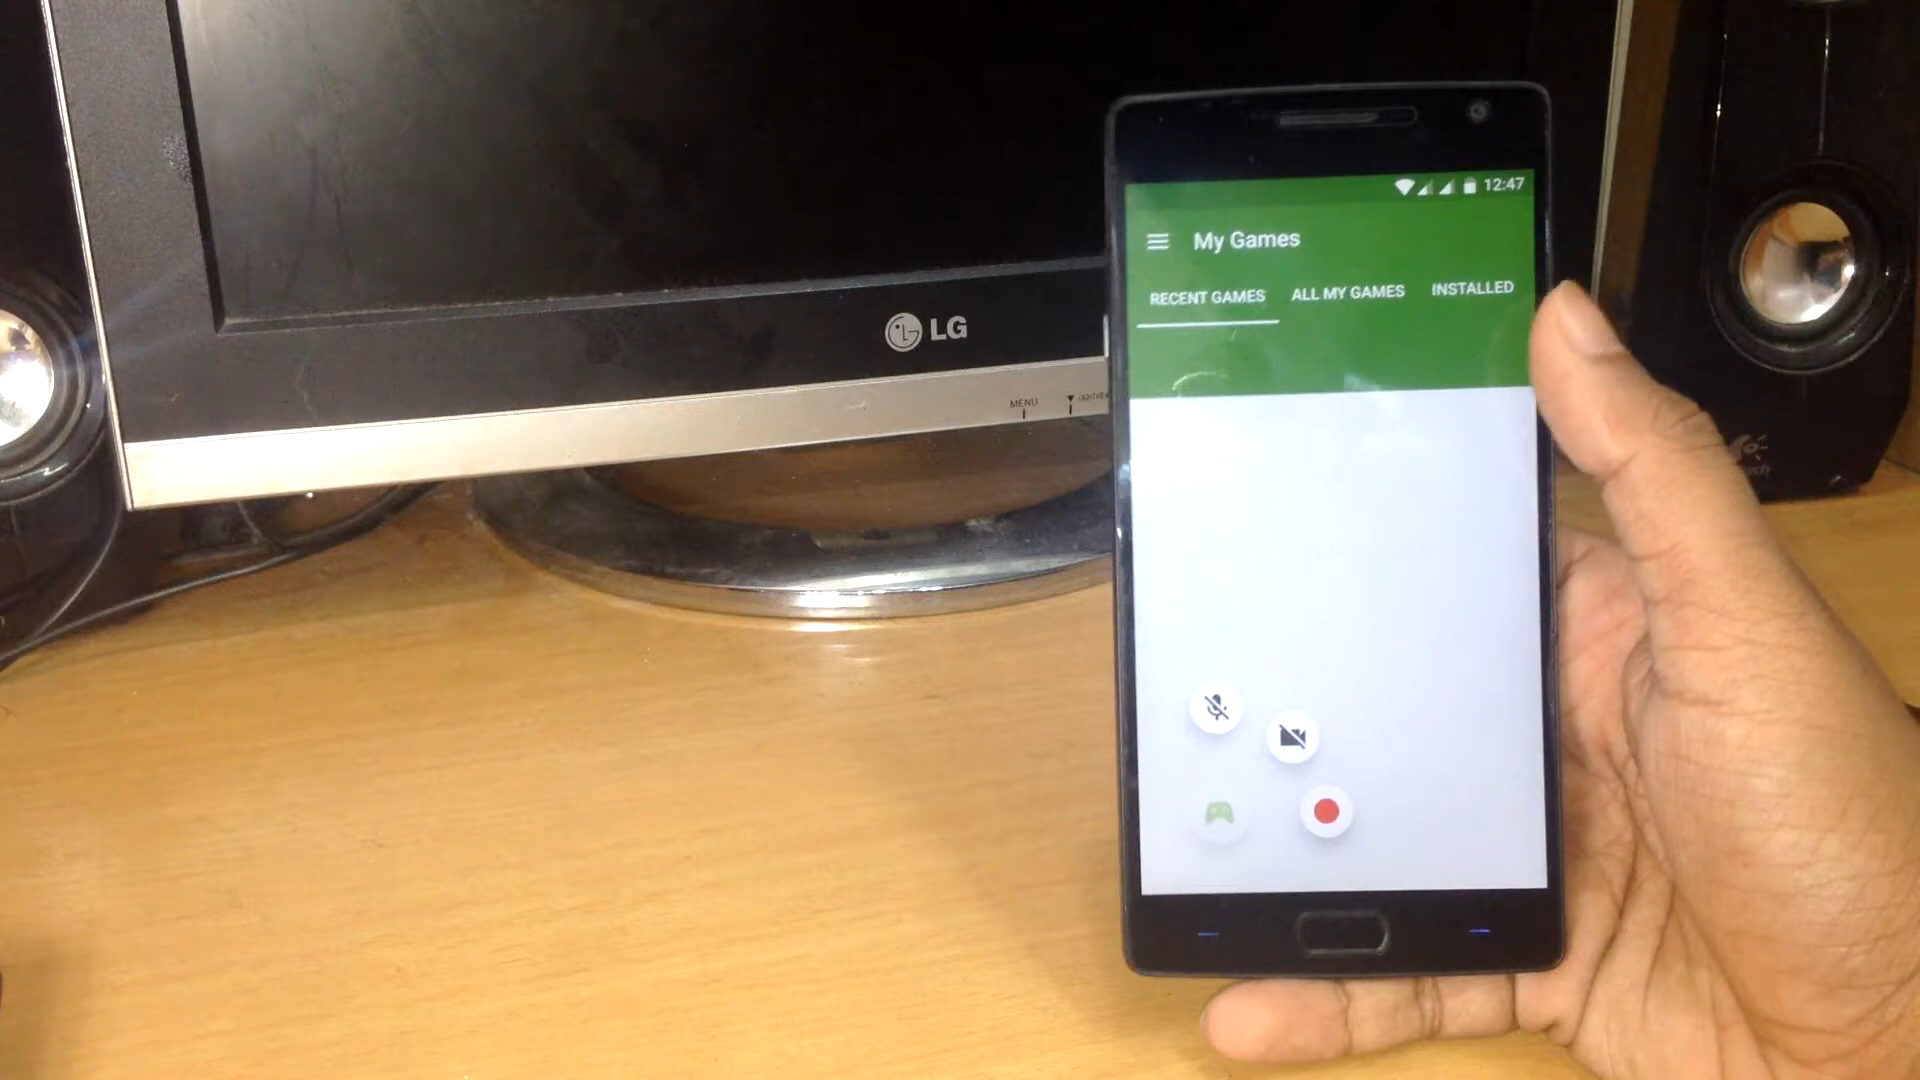 LG
MENU
12:47
My Games
RECENT GAMES
ALL MY GAMES
INSTALLED